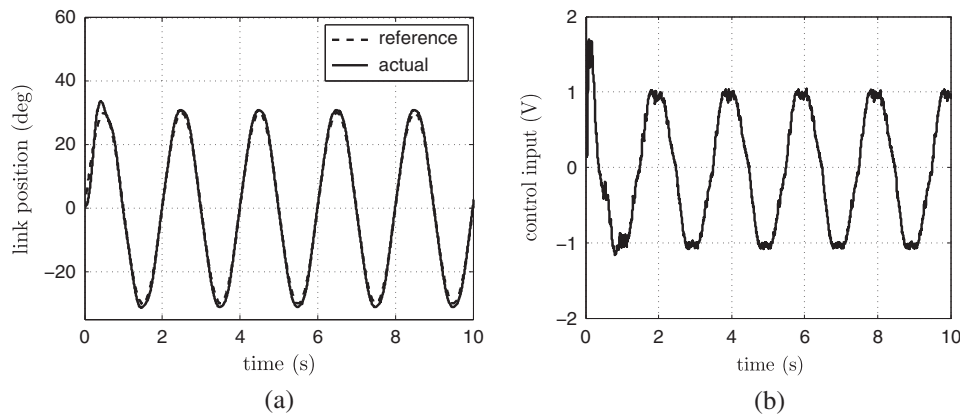 60
40
20
0
−20
link position (deg)
reference
actual
0 2 4 6 8 10
time (s)
(a)
2
1
0
−1
−2
control input (V)
0 2 4 6 8 10
time (s)
(b)